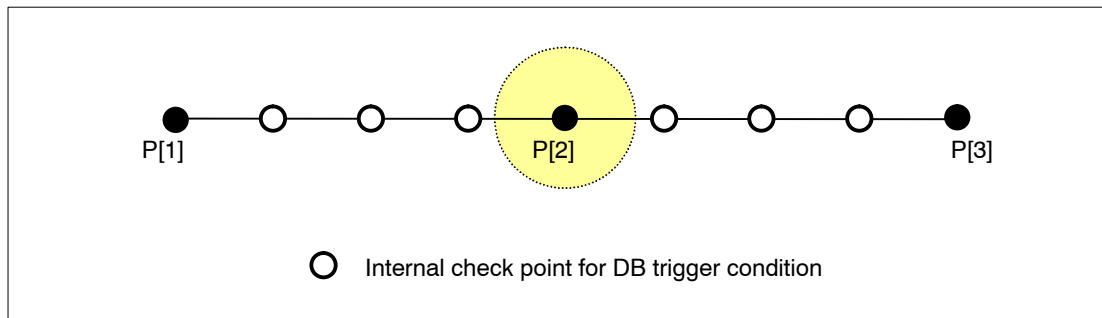 P[1]
P[2]
P[3]
Internal check point for DB trigger condition